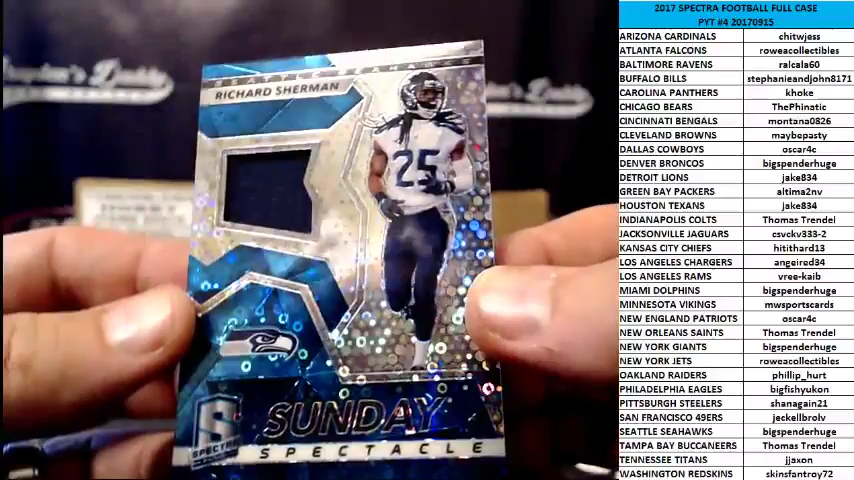 SEATTLE SEAHAWKS
RICHARD SHERMAN
25
SUNDAY
SPECTACLE
S
SPECTRA
2017 SPECTRA FOOTBALL FULL CASE
PYT #4 20170915
ARIZONA CARDINALS chitwjess
ATLANTA FALCONS roweacollectibles
BALTIMORE RAVENS ralcala60
BUFFALO BILLS stephanieandjohn8171
CAROLINA PANTHERS khoke
CHICAGO BEARS ThePhinatic
CINCINNATI BENGALS montana0826
CLEVELAND BROWNS maybepasty
DALLAS COWBOYS oscar4c
DENVER BRONCOS bigspenderhuge
DETROIT LIONS jake834
GREEN BAY PACKERS altima2nv
HOUSTON TEXANS jake834
INDIANAPOLIS COLTS Thomas Trendel
JACKSONVILLE JAGUARS csvckv333-2
KANSAS CITY CHIEFS hitithard13
LOS ANGELES CHARGERS angeired34
LOS ANGELES RAMS vree-kaib
MIAMI DOLPHINS bigspenderhuge
MINNESOTA VIKINGS mwsportscards
NEW ENGLAND PATRIOTS oscar4c
NEW ORLEANS SAINTS Thomas Trendel
NEW YORK GIANTS bigspenderhuge
NEW YORK JETS roweacollectibles
OAKLAND RAIDERS phillip_hurt
PHILADELPHIA EAGLES bigfishyukon
PITTSBURGH STEELERS shanagain21
SAN FRANCISCO 49ERS jeckellbrolv
SEATTLE SEAHAWKS bigspenderhuge
TAMPA BAY BUCCANEERS Thomas Trendel
TENNESSEE TITANS jjaxon
WASHINGTON REDSKINS skinsfantroy72